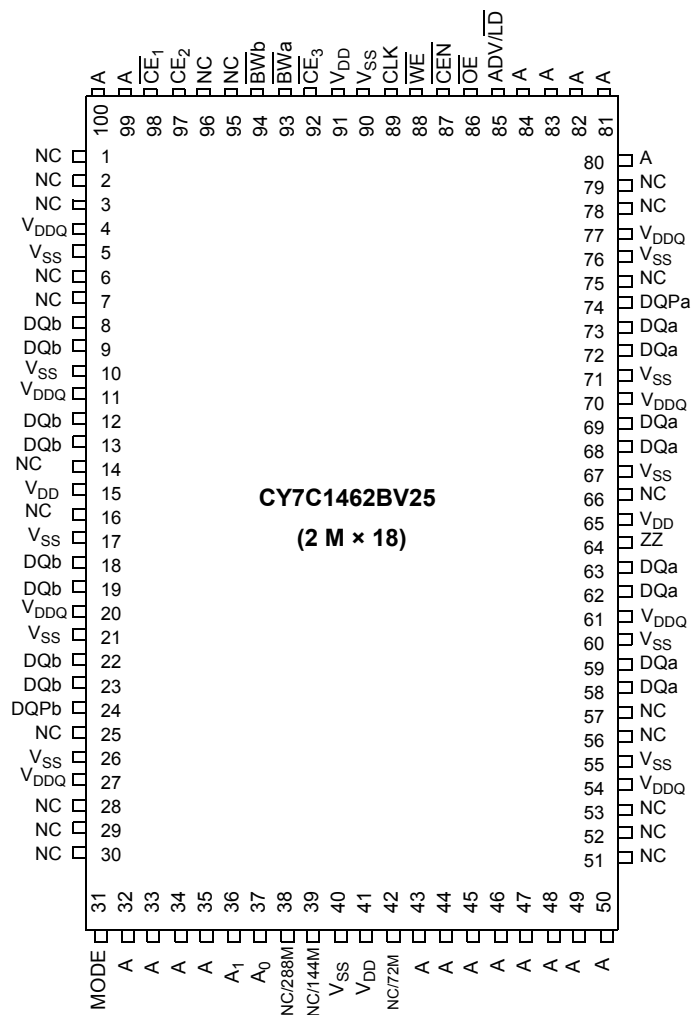 A A CE1 CE2 NC NC BWb BWa CE3 VDD VSS CLK WE CEN OE ADV/LD A A A A
100 99 98 97 96 95 94 93 92 91 90 89 88 87 86 85 84 83 82 81
NC 1
NC 2
NC 3
VDDQ 4
VSS 5
NC 6
NC 7
DQb 8
DQb 9
VSS 10
VDDQ 11
DQb 12
DQb 13
NC 14
VDD 15
NC 16
VSS 17
DQb 18
DQb 19
VDDQ 20
VSS 21
DQb 22
DQb 23
DQPb 24
NC 25
VSS 26
VDDQ 27
NC 28
NC 29
NC 30
CY7C1462BV25
(2 M × 18)
80 A
79 NC
78 NC
77 VDDQ
76 VSS
75 NC
74 DQPa
73 DQa
72 DQa
71 VSS
70 VDDQ
69 DQa
68 DQa
67 VSS
66 NC
65 VDD
64 ZZ
63 DQa
62 DQa
61 VDDQ
60 VSS
59 DQa
58 DQa
57 NC
56 NC
55 VSS
54 VDDQ
53 NC
52 NC
51 NC
31 32 33 34 35 36 37 38 39 40 41 42 43 44 45 46 47 48 49 50
MODE A A A A A1 A0 NC/288M NC/144M VSS VDD NC/72M A A A A A A A A